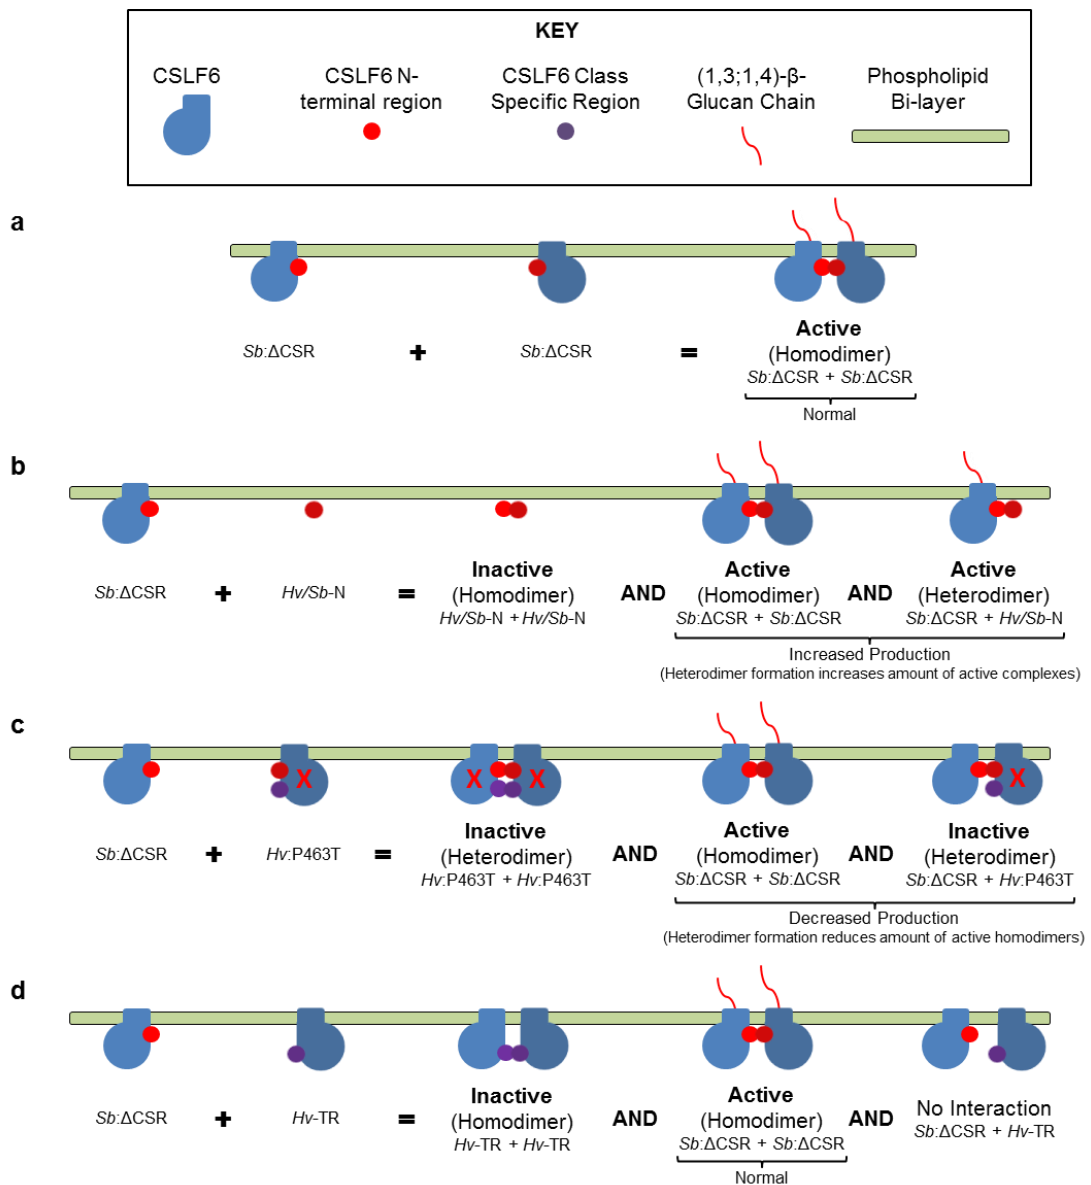 KEY
CSLF6
CSLF6 N-
terminal region
CSLF6 Class
Specific Region
(1,3;1,4)-β-
Glucan Chain
Phospholipid
Bi-layer
a
Sb:ΔCSR
+
Sb:ΔCSR
=
Active
(Homodimer)
Sb:ΔCSR + Sb:ΔCSR
Normal
b
Sb:ΔCSR
+
Hv/Sb-N
=
Inactive
(Homodimer)
Hv/Sb-N + Hv/Sb-N
AND
Active
(Homodimer)
Sb:ΔCSR + Sb:ΔCSR
AND
Active
(Heterodimer)
Sb:ΔCSR + Hv/Sb-N
Increased Production
(Heterodimer formation increases amount of active complexes)
c
X
X
X
X
Sb:ΔCSR
+
Hv:P463T
=
Inactive
(Heterodimer)
Hv:P463T + Hv:P463T
AND
Active
(Homodimer)
Sb:ΔCSR + Sb:ΔCSR
AND
Inactive
(Heterodimer)
Sb:ΔCSR + Hv:P463T
Decreased Production
(Heterodimer formation reduces amount of active homodimers)
d
Sb:ΔCSR
+
Hv-TR
=
Inactive
(Homodimer)
Hv-TR + Hv-TR
AND
Active
(Homodimer)
Sb:ΔCSR + Sb:ΔCSR
AND
No Interaction
Sb:ΔCSR + Hv-TR
Normal